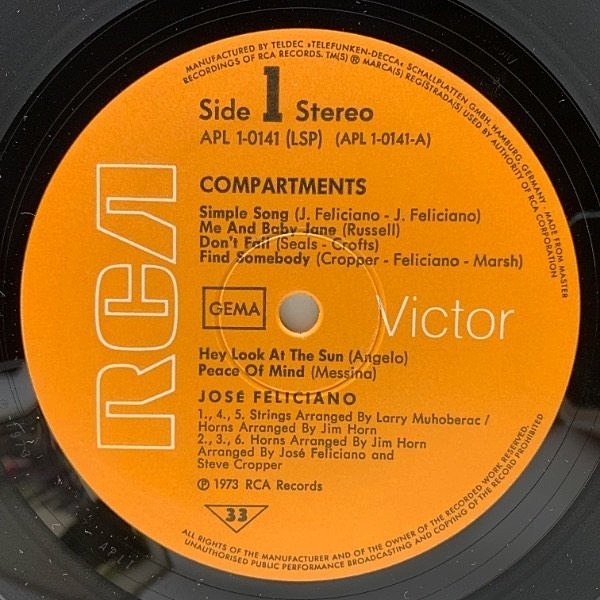 MANUFACTURED BY TELDEC »TELEFUNKEN-DECCA« SCHALLPLATTEN GMBH, HAMBURG, GERMANY. MADE FROM MASTER
RECORDINGS OF RCA RECORDS. TM(S) ® MARCA(S) REGISTRADA(S) USED BY AUTHORITY OF RCA CORPORATION
Side 1 Stereo
APL 1-0141 (LSP) (APL 1-0141-A)
COMPARTMENTS
Simple Song (J. Feliciano - J. Feliciano)
Me And Baby Jane (Russell)
Don't Fail (Seals - Crofts)
Find Somebody (Cropper - Feliciano - Marsh)
RCA
GEMA
Victor
Hey Look At The Sun (Angelo)
Peace Of Mind (Messina)
JOSÉ FELICIANO
1., 4., 5. Strings Arranged By Larry Muhoberac /
Horns Arranged By Jim Horn
2., 3., 6. Horns Arranged By Jim Horn
Arranged By José Feliciano and
Steve Cropper
℗ 1973 RCA Records
33
ALL RIGHTS OF THE MANUFACTURER AND OF THE OWNER OF THE RECORDED WORK RESERVED.
UNAUTHORISED PUBLIC PERFORMANCE BROADCASTING AND COPYING OF THE RECORD PROHIBITED